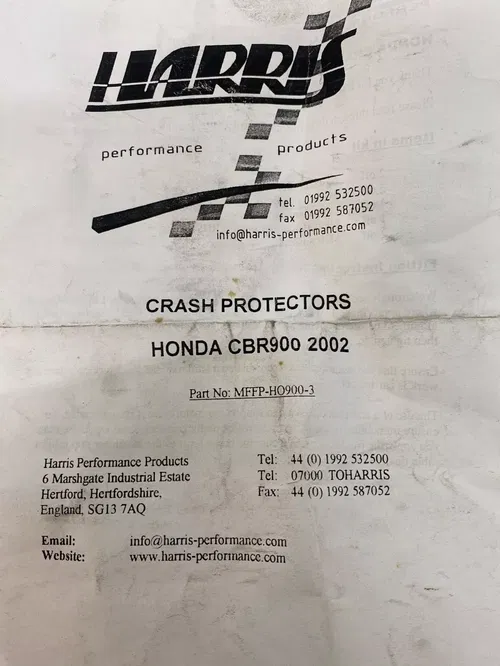 HARRIS
performance products
tel. 01992 532500
fax 01992 587052
info@harris-performance.com
CRASH PROTECTORS
HONDA CBR900 2002
Part No: MFFP-HO900-3
Harris Performance Products Tel: 44 (0) 1992 532500
6 Marshgate Industrial Estate Tel: 07000 TOHARRIS
Hertford, Hertfordshire, Fax: 44 (0) 1992 587052
England, SG13 7AQ
Email: info@harris-performance.com
Website: www.harris-performance.com